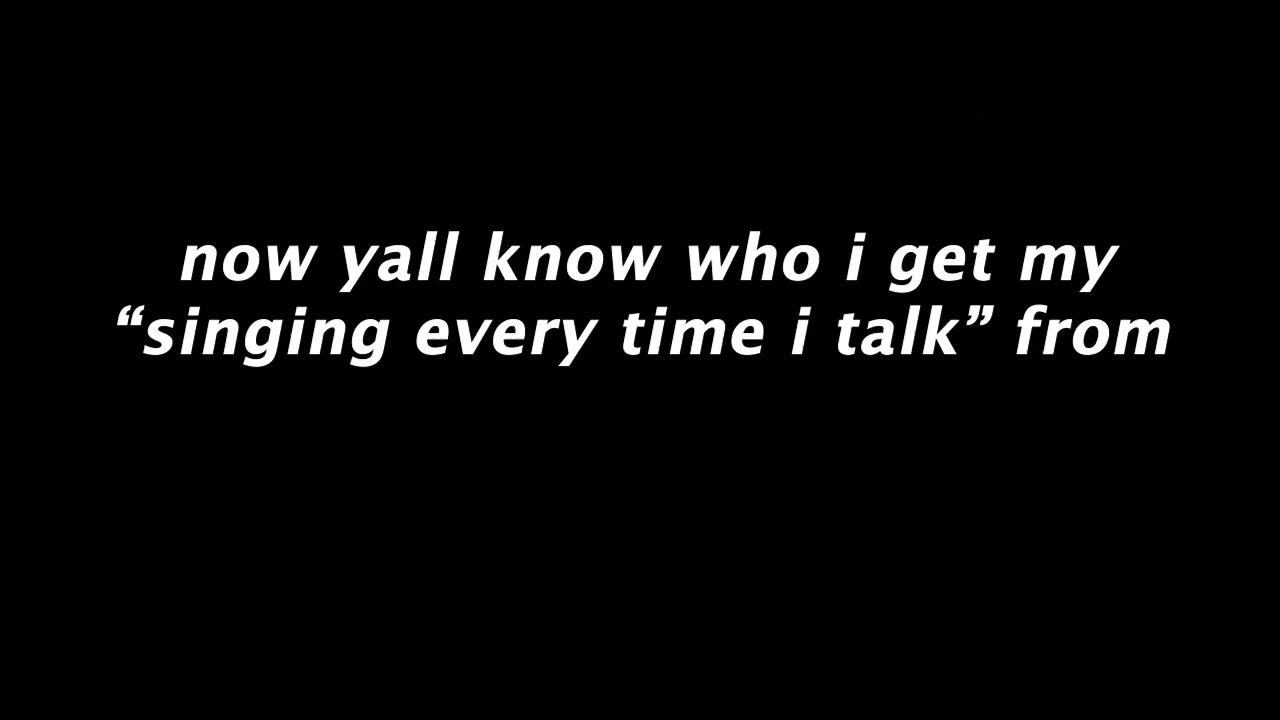 now yall know who i get my
“singing every time i talk” from